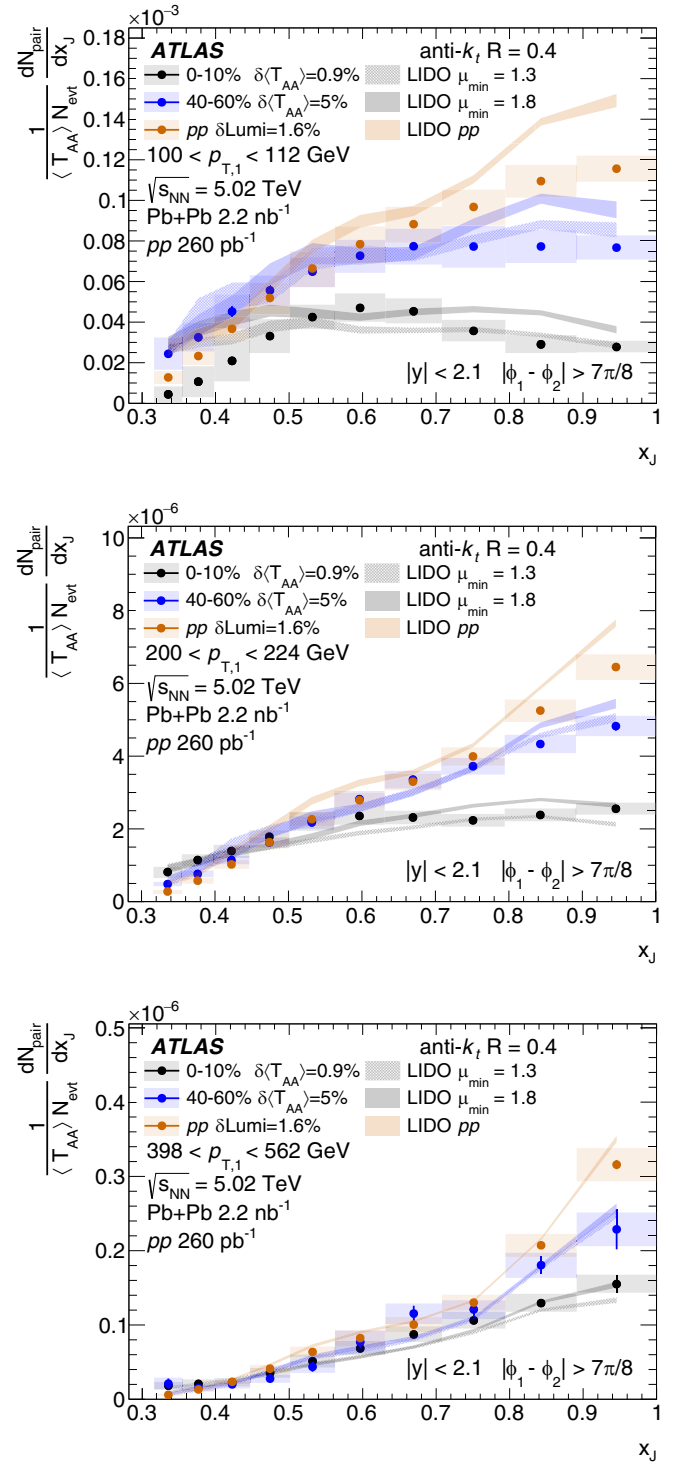 ×10⁻³
1/⟨T_AA⟩ N_evt dN_pair/dx_J
0.18
0.16
0.14
0.12
0.1
0.08
0.06
0.04
0.02
0
ATLAS anti-k_t R = 0.4
0-10% δ⟨T_AA⟩=0.9% LIDO μ_min = 1.3
40-60% δ⟨T_AA⟩=5% LIDO μ_min = 1.8
pp δLumi=1.6% LIDO pp
100 < p_T,1 < 112 GeV
√s_NN = 5.02 TeV
Pb+Pb 2.2 nb⁻¹
pp 260 pb⁻¹
|y| < 2.1 |ϕ₁ - ϕ₂| > 7π/8
0.3 0.4 0.5 0.6 0.7 0.8 0.9 1
x_J
×10⁻⁶
1/⟨T_AA⟩ N_evt dN_pair/dx_J
10
8
6
4
2
0
ATLAS anti-k_t R = 0.4
0-10% δ⟨T_AA⟩=0.9% LIDO μ_min = 1.3
40-60% δ⟨T_AA⟩=5% LIDO μ_min = 1.8
pp δLumi=1.6% LIDO pp
200 < p_T,1 < 224 GeV
√s_NN = 5.02 TeV
Pb+Pb 2.2 nb⁻¹
pp 260 pb⁻¹
|y| < 2.1 |ϕ₁ - ϕ₂| > 7π/8
0.3 0.4 0.5 0.6 0.7 0.8 0.9 1
x_J
×10⁻⁶
1/⟨T_AA⟩ N_evt dN_pair/dx_J
0.5
0.4
0.3
0.2
0.1
0
ATLAS anti-k_t R = 0.4
0-10% δ⟨T_AA⟩=0.9% LIDO μ_min = 1.3
40-60% δ⟨T_AA⟩=5% LIDO μ_min = 1.8
pp δLumi=1.6% LIDO pp
398 < p_T,1 < 562 GeV
√s_NN = 5.02 TeV
Pb+Pb 2.2 nb⁻¹
pp 260 pb⁻¹
|y| < 2.1 |ϕ₁ - ϕ₂| > 7π/8
0.3 0.4 0.5 0.6 0.7 0.8 0.9 1
x_J